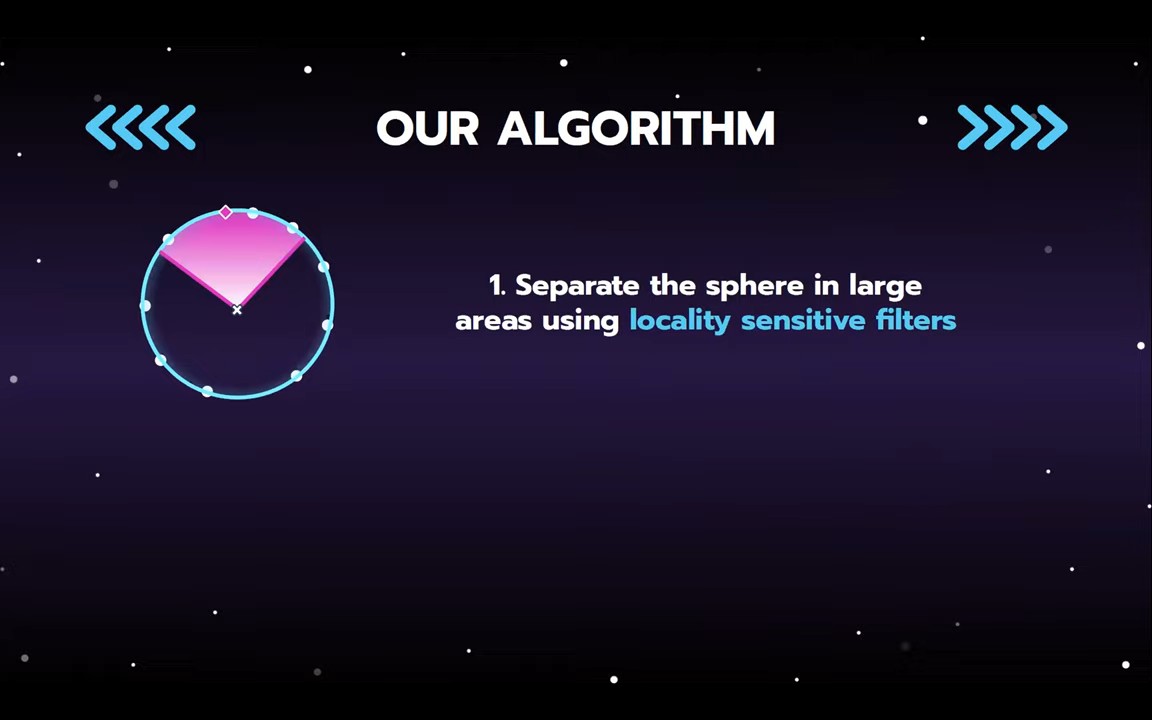 OUR ALGORITHM
1. Separate the sphere in large
areas using locality sensitive filters